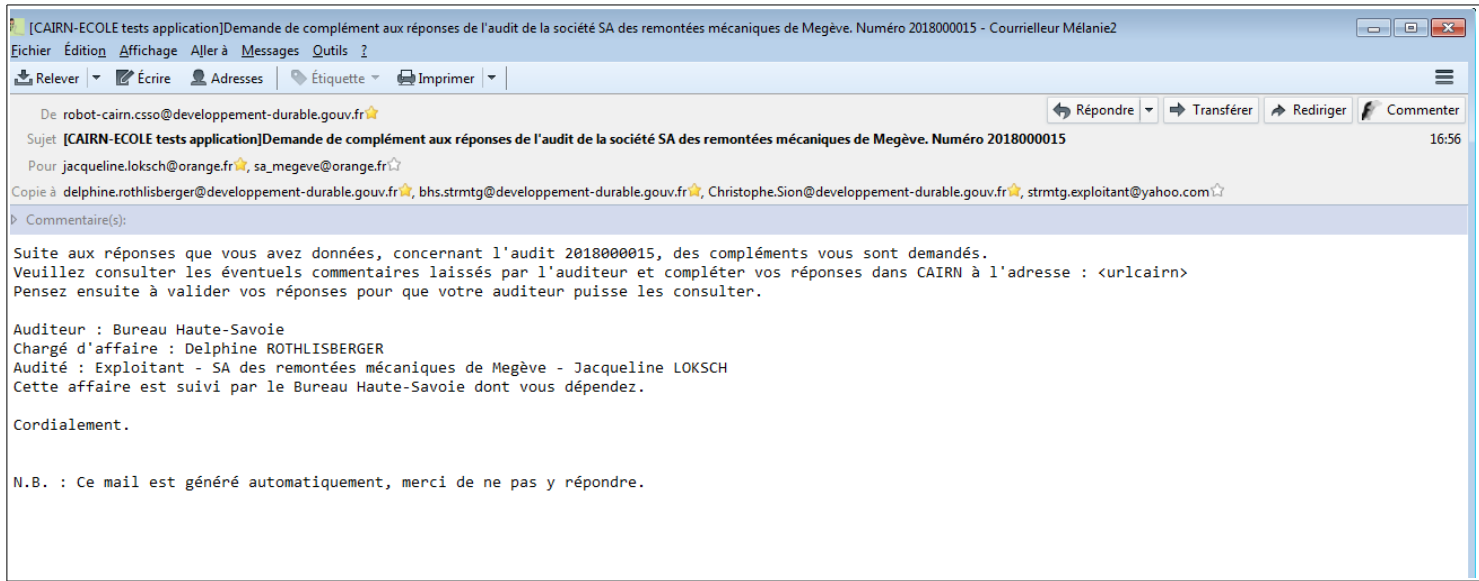 [CAIRN-ECOLE tests application]Demande de complément aux réponses de l'audit de la société SA des remontées mécaniques de Megève. Numéro 2018000015 - Courrielleur Mélanie2
Fichier Édition Affichage Aller à Messages Outils ?
Relever Écrire Adresses Étiquette Imprimer
De robot-cairn.csso@developpement-durable.gouv.fr Répondre Transférer Rediriger Commenter
Sujet [CAIRN-ECOLE tests application]Demande de complément aux réponses de l'audit de la société SA des remontées mécaniques de Megève. Numéro 2018000015 16:56
Pour jacqueline.loksch@orange.fr, sa_megeve@orange.fr
Copie à delphine.rothlisberger@developpement-durable.gouv.fr, bhs.strmtg@developpement-durable.gouv.fr, Christophe.Sion@developpement-durable.gouv.fr, strmtg.exploitant@yahoo.com
Commentaire(s):
Suite aux réponses que vous avez données, concernant l'audit 2018000015, des compléments vous sont demandés.
Veuillez consulter les éventuels commentaires laissés par l'auditeur et compléter vos réponses dans CAIRN à l'adresse : <urlcairn>
Pensez ensuite à valider vos réponses pour que votre auditeur puisse les consulter.
Auditeur : Bureau Haute-Savoie
Chargé d'affaire : Delphine ROTHLISBERGER
Audité : Exploitant - SA des remontées mécaniques de Megève - Jacqueline LOKSCH
Cette affaire est suivi par le Bureau Haute-Savoie dont vous dépendez.
Cordialement.
N.B. : Ce mail est généré automatiquement, merci de ne pas y répondre.